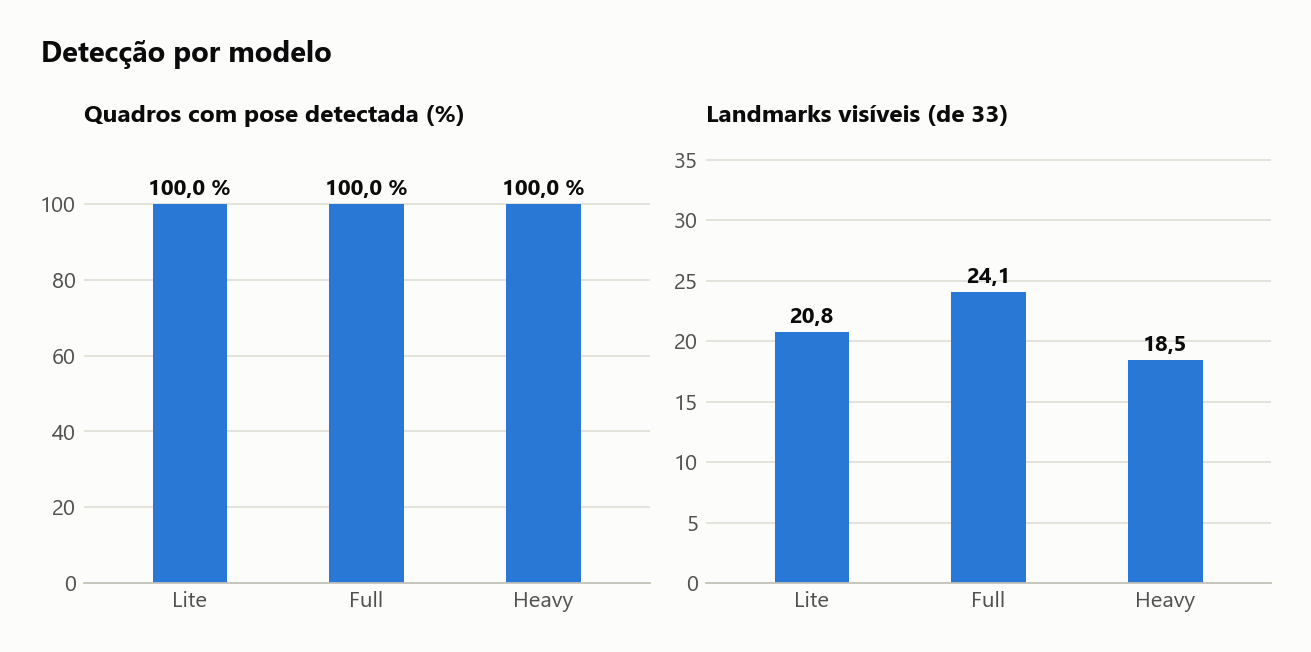 Detecção por modelo
Quadros com pose detectada (%)
100,0 % 100,0 % 100,0 %
100
80
60
40
20
0
Lite Full Heavy
Landmarks visíveis (de 33)
35
30
25
20
15
10
5
0
20,8 24,1 18,5
Lite Full Heavy